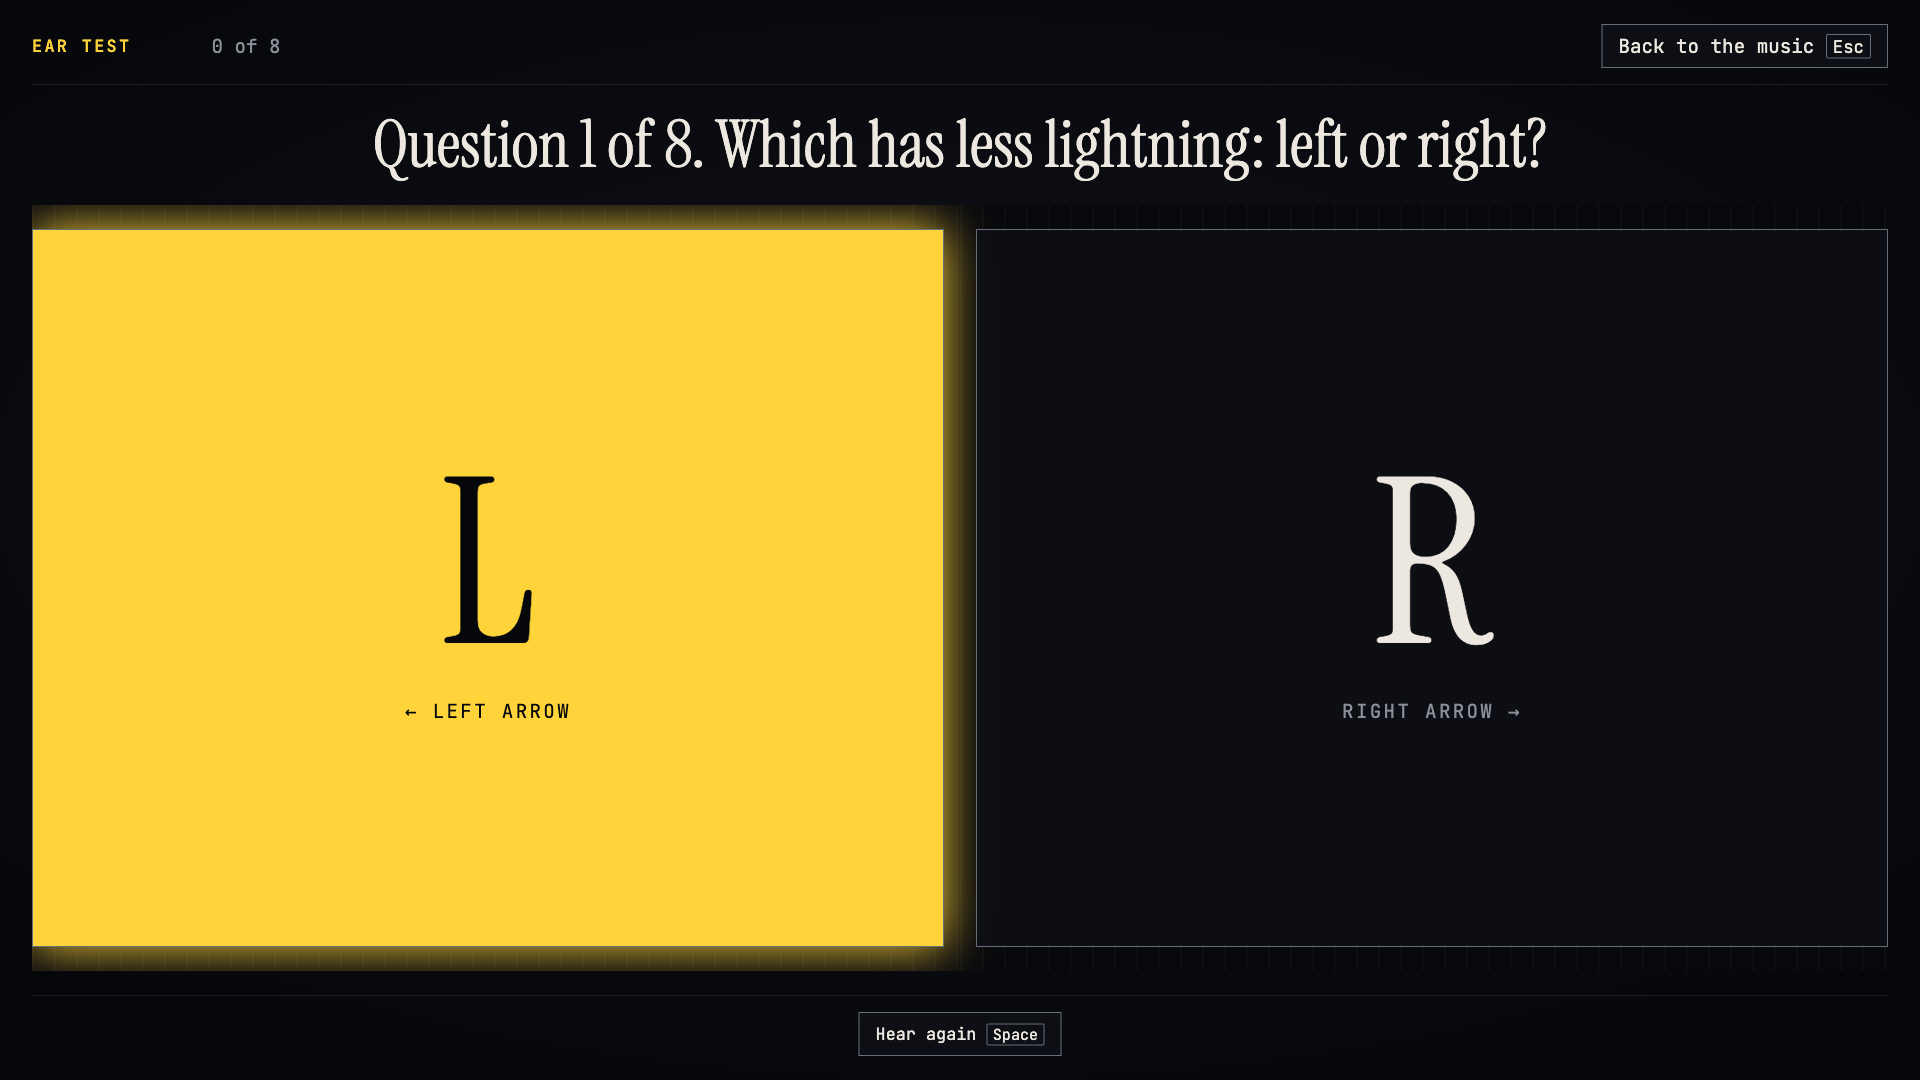 EAR TEST 0 of 8 Back to the music Esc
Question 1 of 8. Which has less lightning: left or right?
L
← LEFT ARROW
R
RIGHT ARROW →
Hear again Space